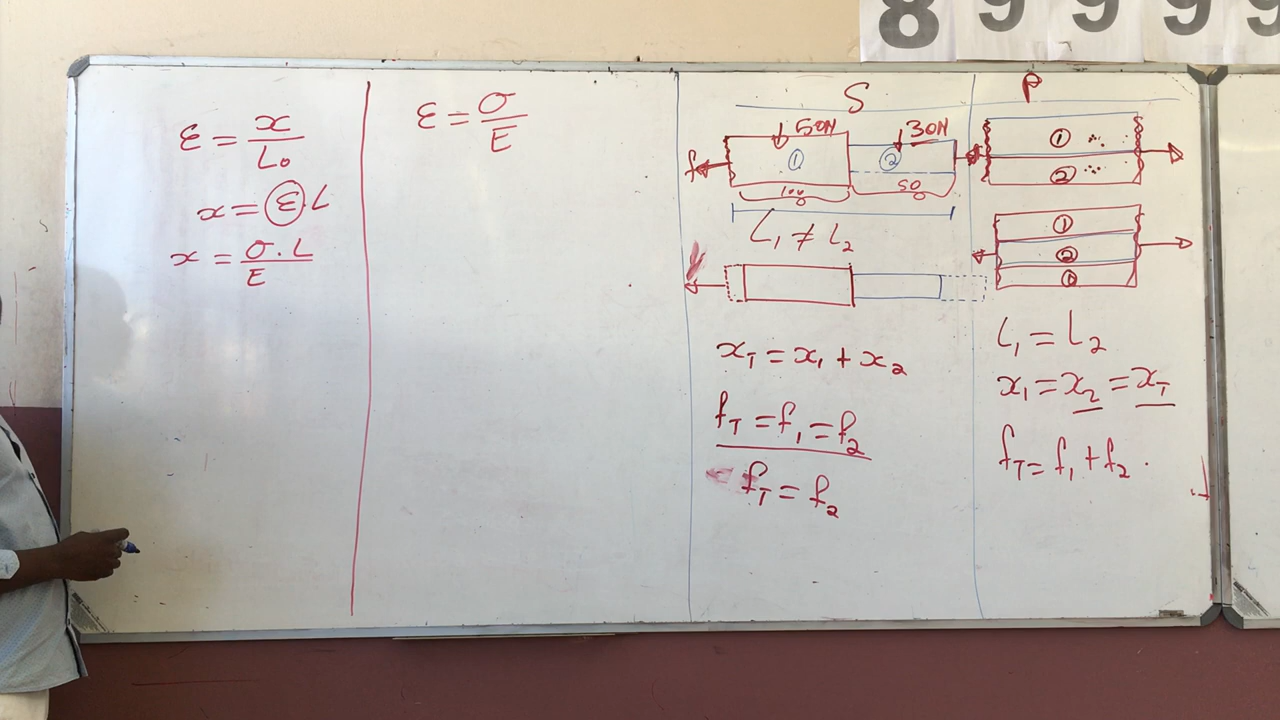 8 9 9 9 9
ε = x / L₀
x = ε.L
x = σ.L / E
ε = σ / E
S
50N
30N
f
① ②
100 50
L₁ ≠ L₂
x_T = x₁ + x₂
f_T = f₁ = f₂
f_T = f₂
P
①
②
①
②
①
L₁ = L₂
x₁ = x₂ = x_T
f_T = f₁ + f₂.